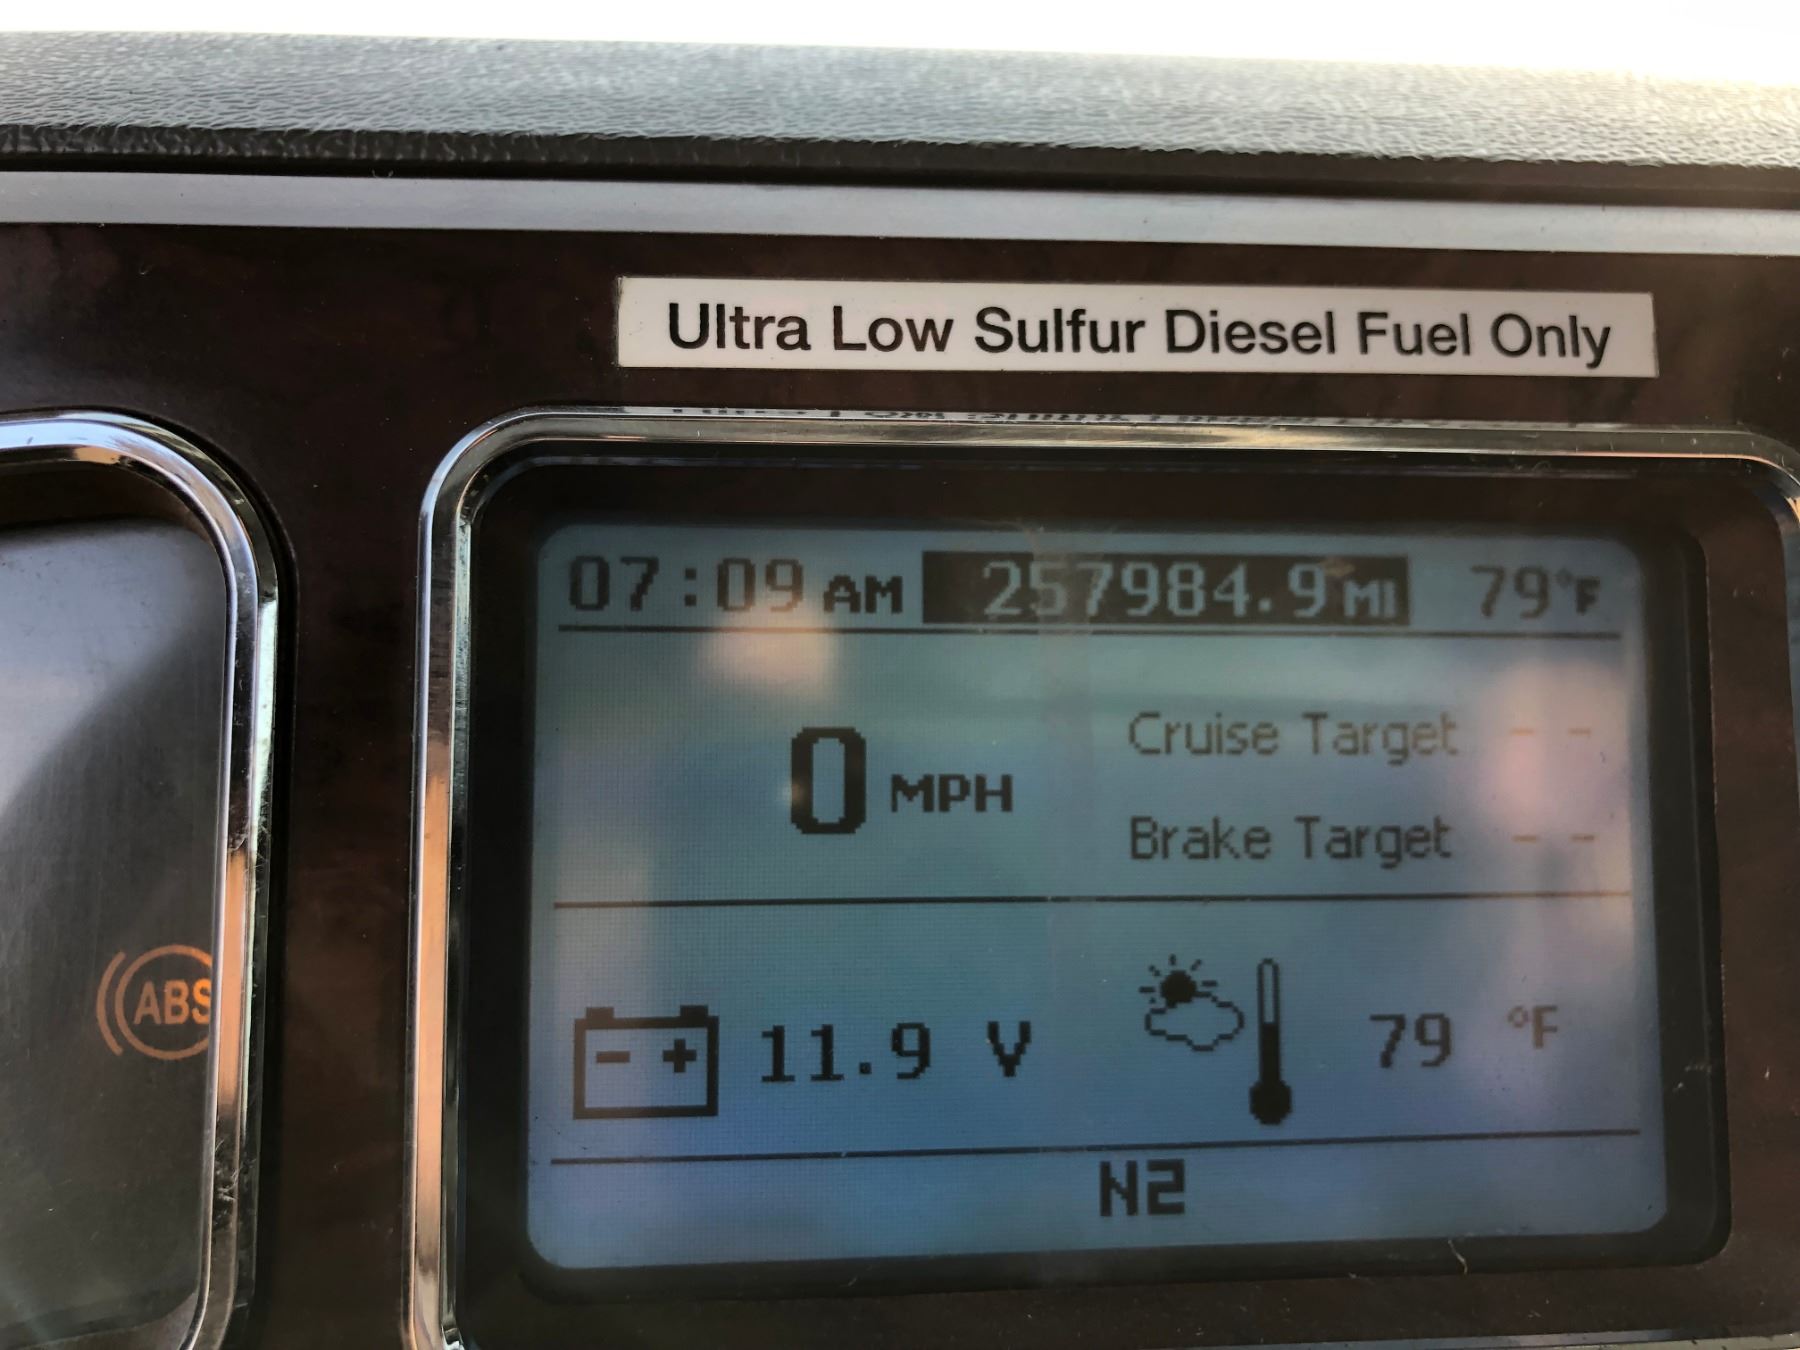 Ultra Low Sulfur Diesel Fuel Only
07:09 AM 257984.9 MI 79°F
0 MPH
Cruise Target - -
Brake Target - -
ABS
- + 11.9 V 79 °F
N2